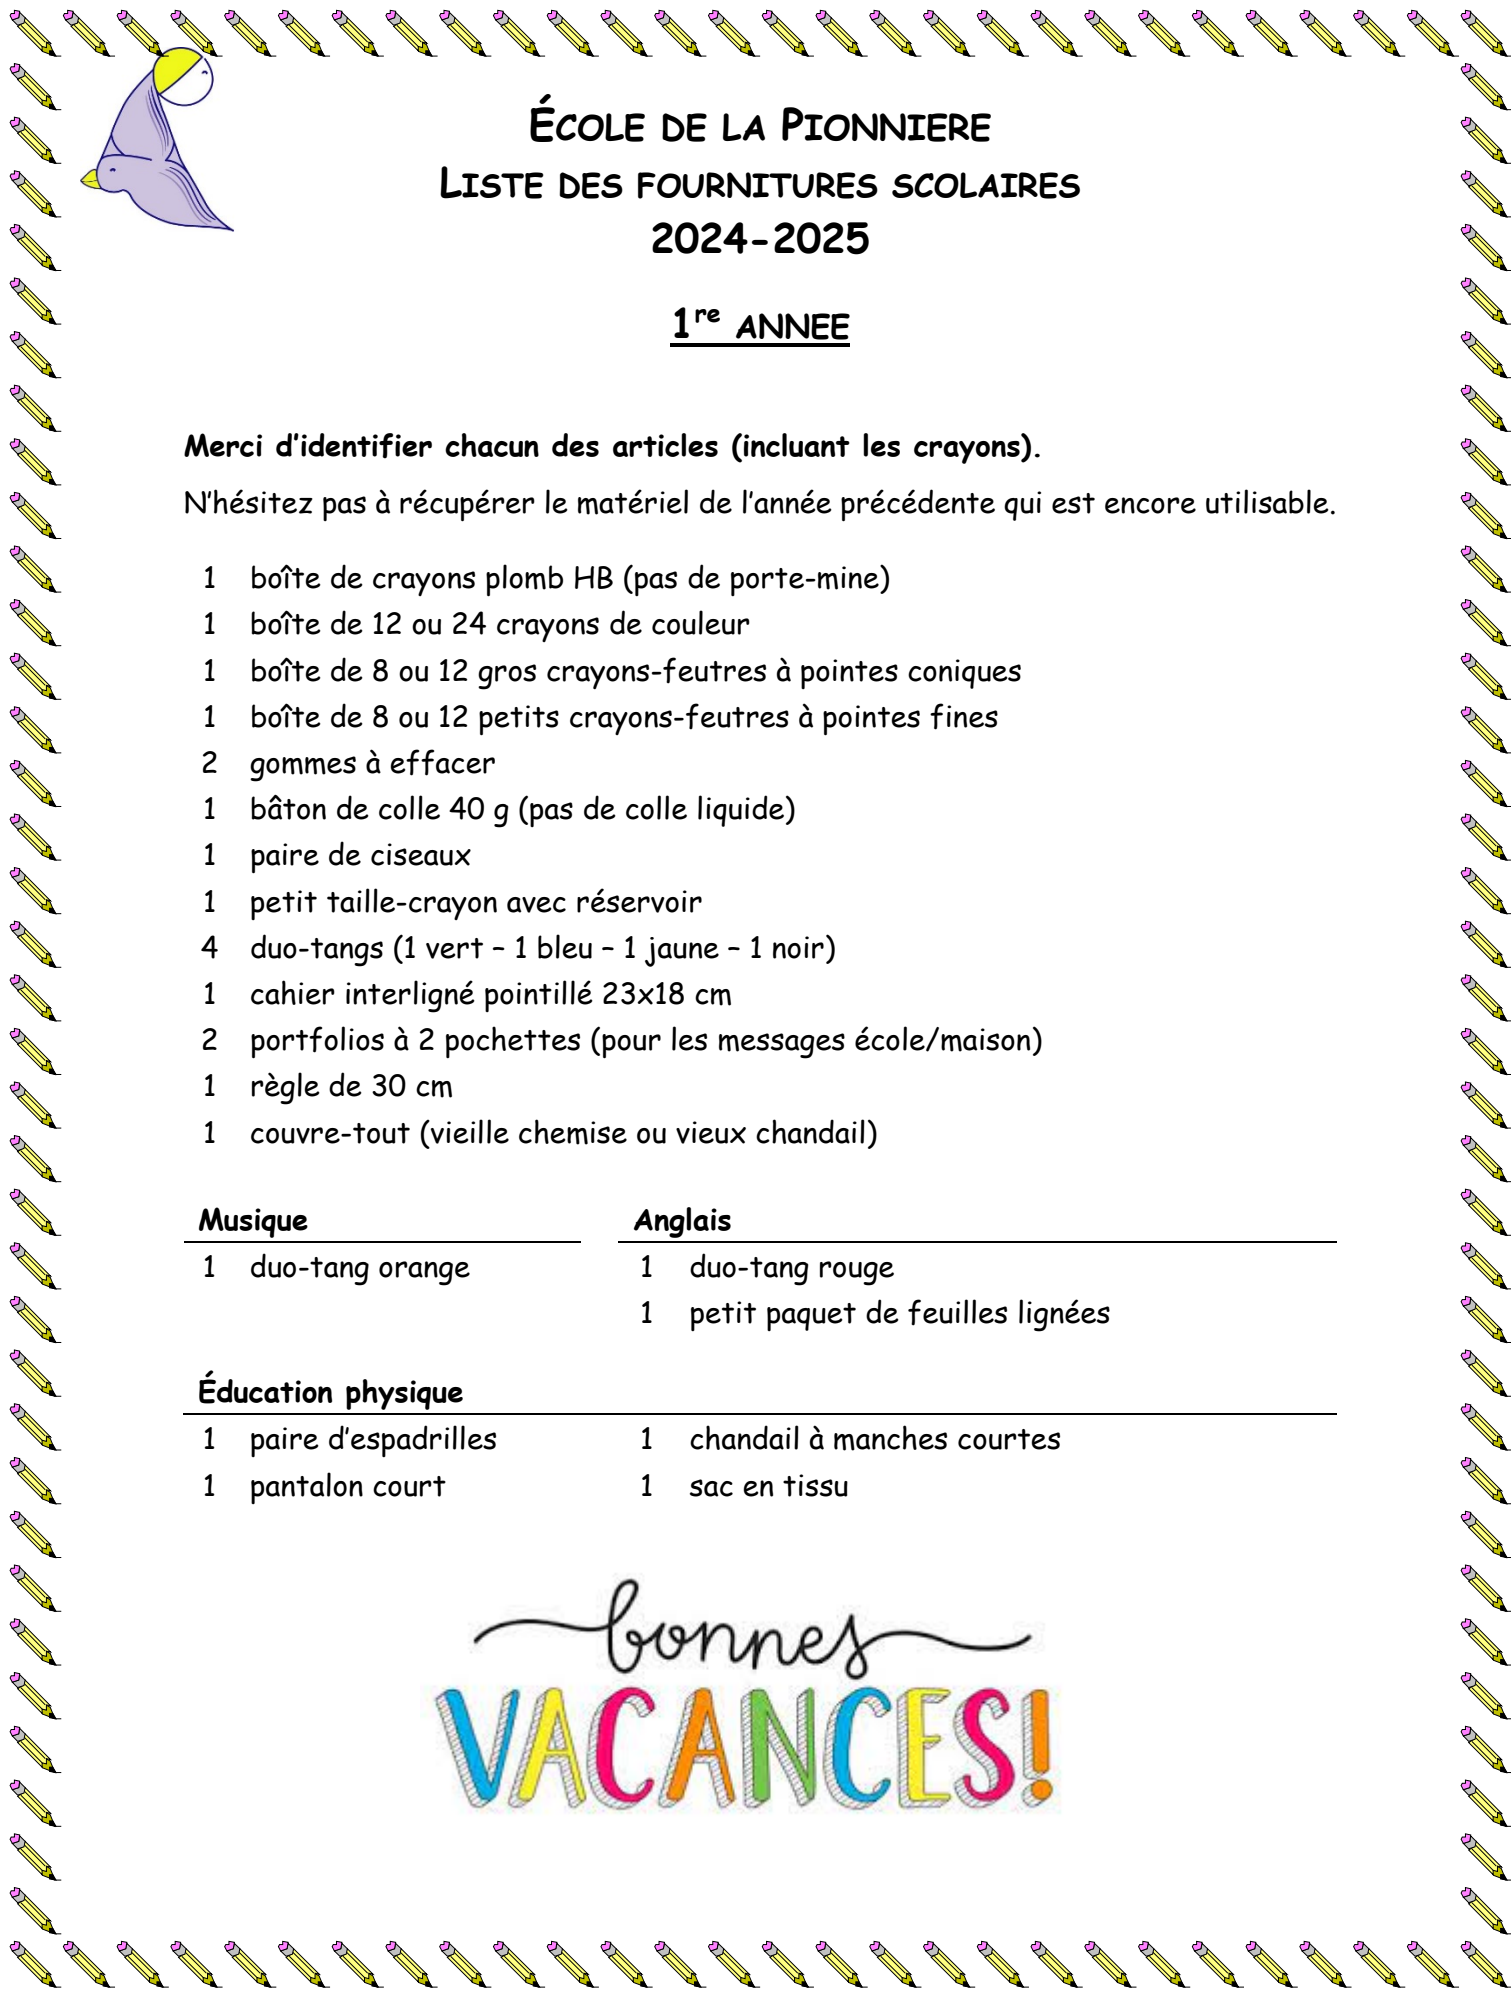 École de la Pionniere
Liste des fournitures scolaires
2024-2025
1re annee
Merci d’identifier chacun des articles (incluant les crayons).
N’hésitez pas à récupérer le matériel de l’année précédente qui est encore utilisable.
1 boîte de crayons plomb HB (pas de porte-mine)
1 boîte de 12 ou 24 crayons de couleur
1 boîte de 8 ou 12 gros crayons-feutres à pointes coniques
1 boîte de 8 ou 12 petits crayons-feutres à pointes fines
2 gommes à effacer
1 bâton de colle 40 g (pas de colle liquide)
1 paire de ciseaux
1 petit taille-crayon avec réservoir
4 duo-tangs (1 vert – 1 bleu – 1 jaune – 1 noir)
1 cahier interligné pointillé 23x18 cm
2 portfolios à 2 pochettes (pour les messages école/maison)
1 règle de 30 cm
1 couvre-tout (vieille chemise ou vieux chandail)
Musique
1 duo-tang orange
Anglais
1 duo-tang rouge
1 petit paquet de feuilles lignées
Éducation physique
1 paire d’espadrilles 1 chandail à manches courtes
1 pantalon court 1 sac en tissu
bonnes
VACANCES!